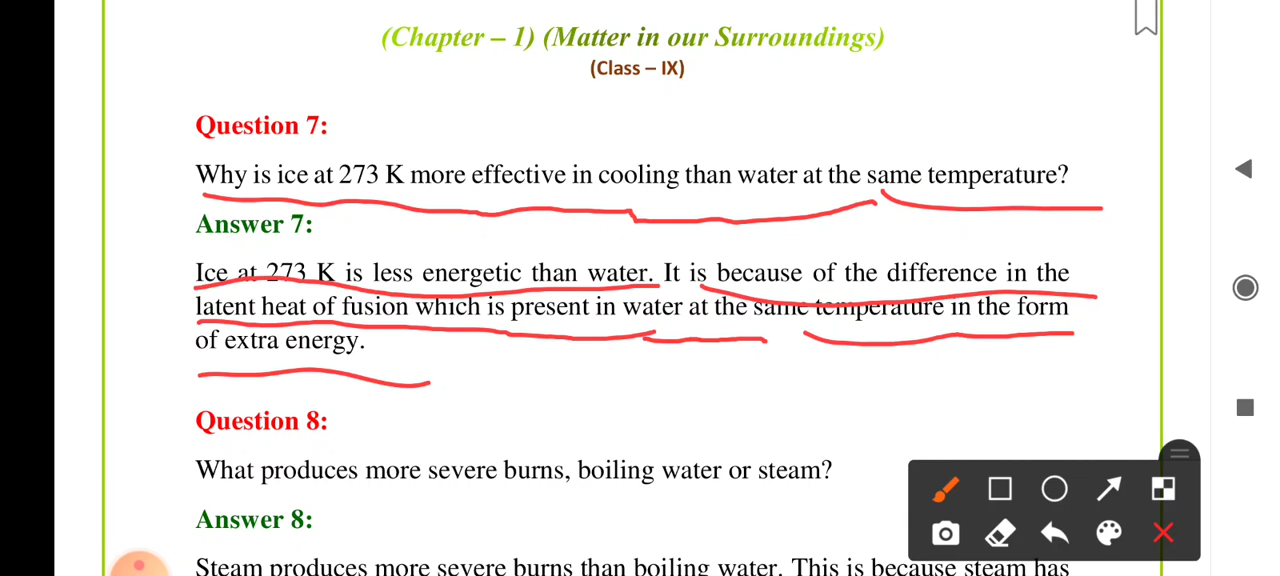 (Chapter – 1) (Matter in our Surroundings)
(Class – IX)
Question 7:
Why is ice at 273 K more effective in cooling than water at the same temperature?
Answer 7:
Ice at 273 K is less energetic than water. It is because of the difference in the
latent heat of fusion which is present in water at the same temperature in the form
of extra energy.
Question 8:
What produces more severe burns, boiling water or steam?
Answer 8:
Steam produces more severe burns than boiling water. This is because steam has